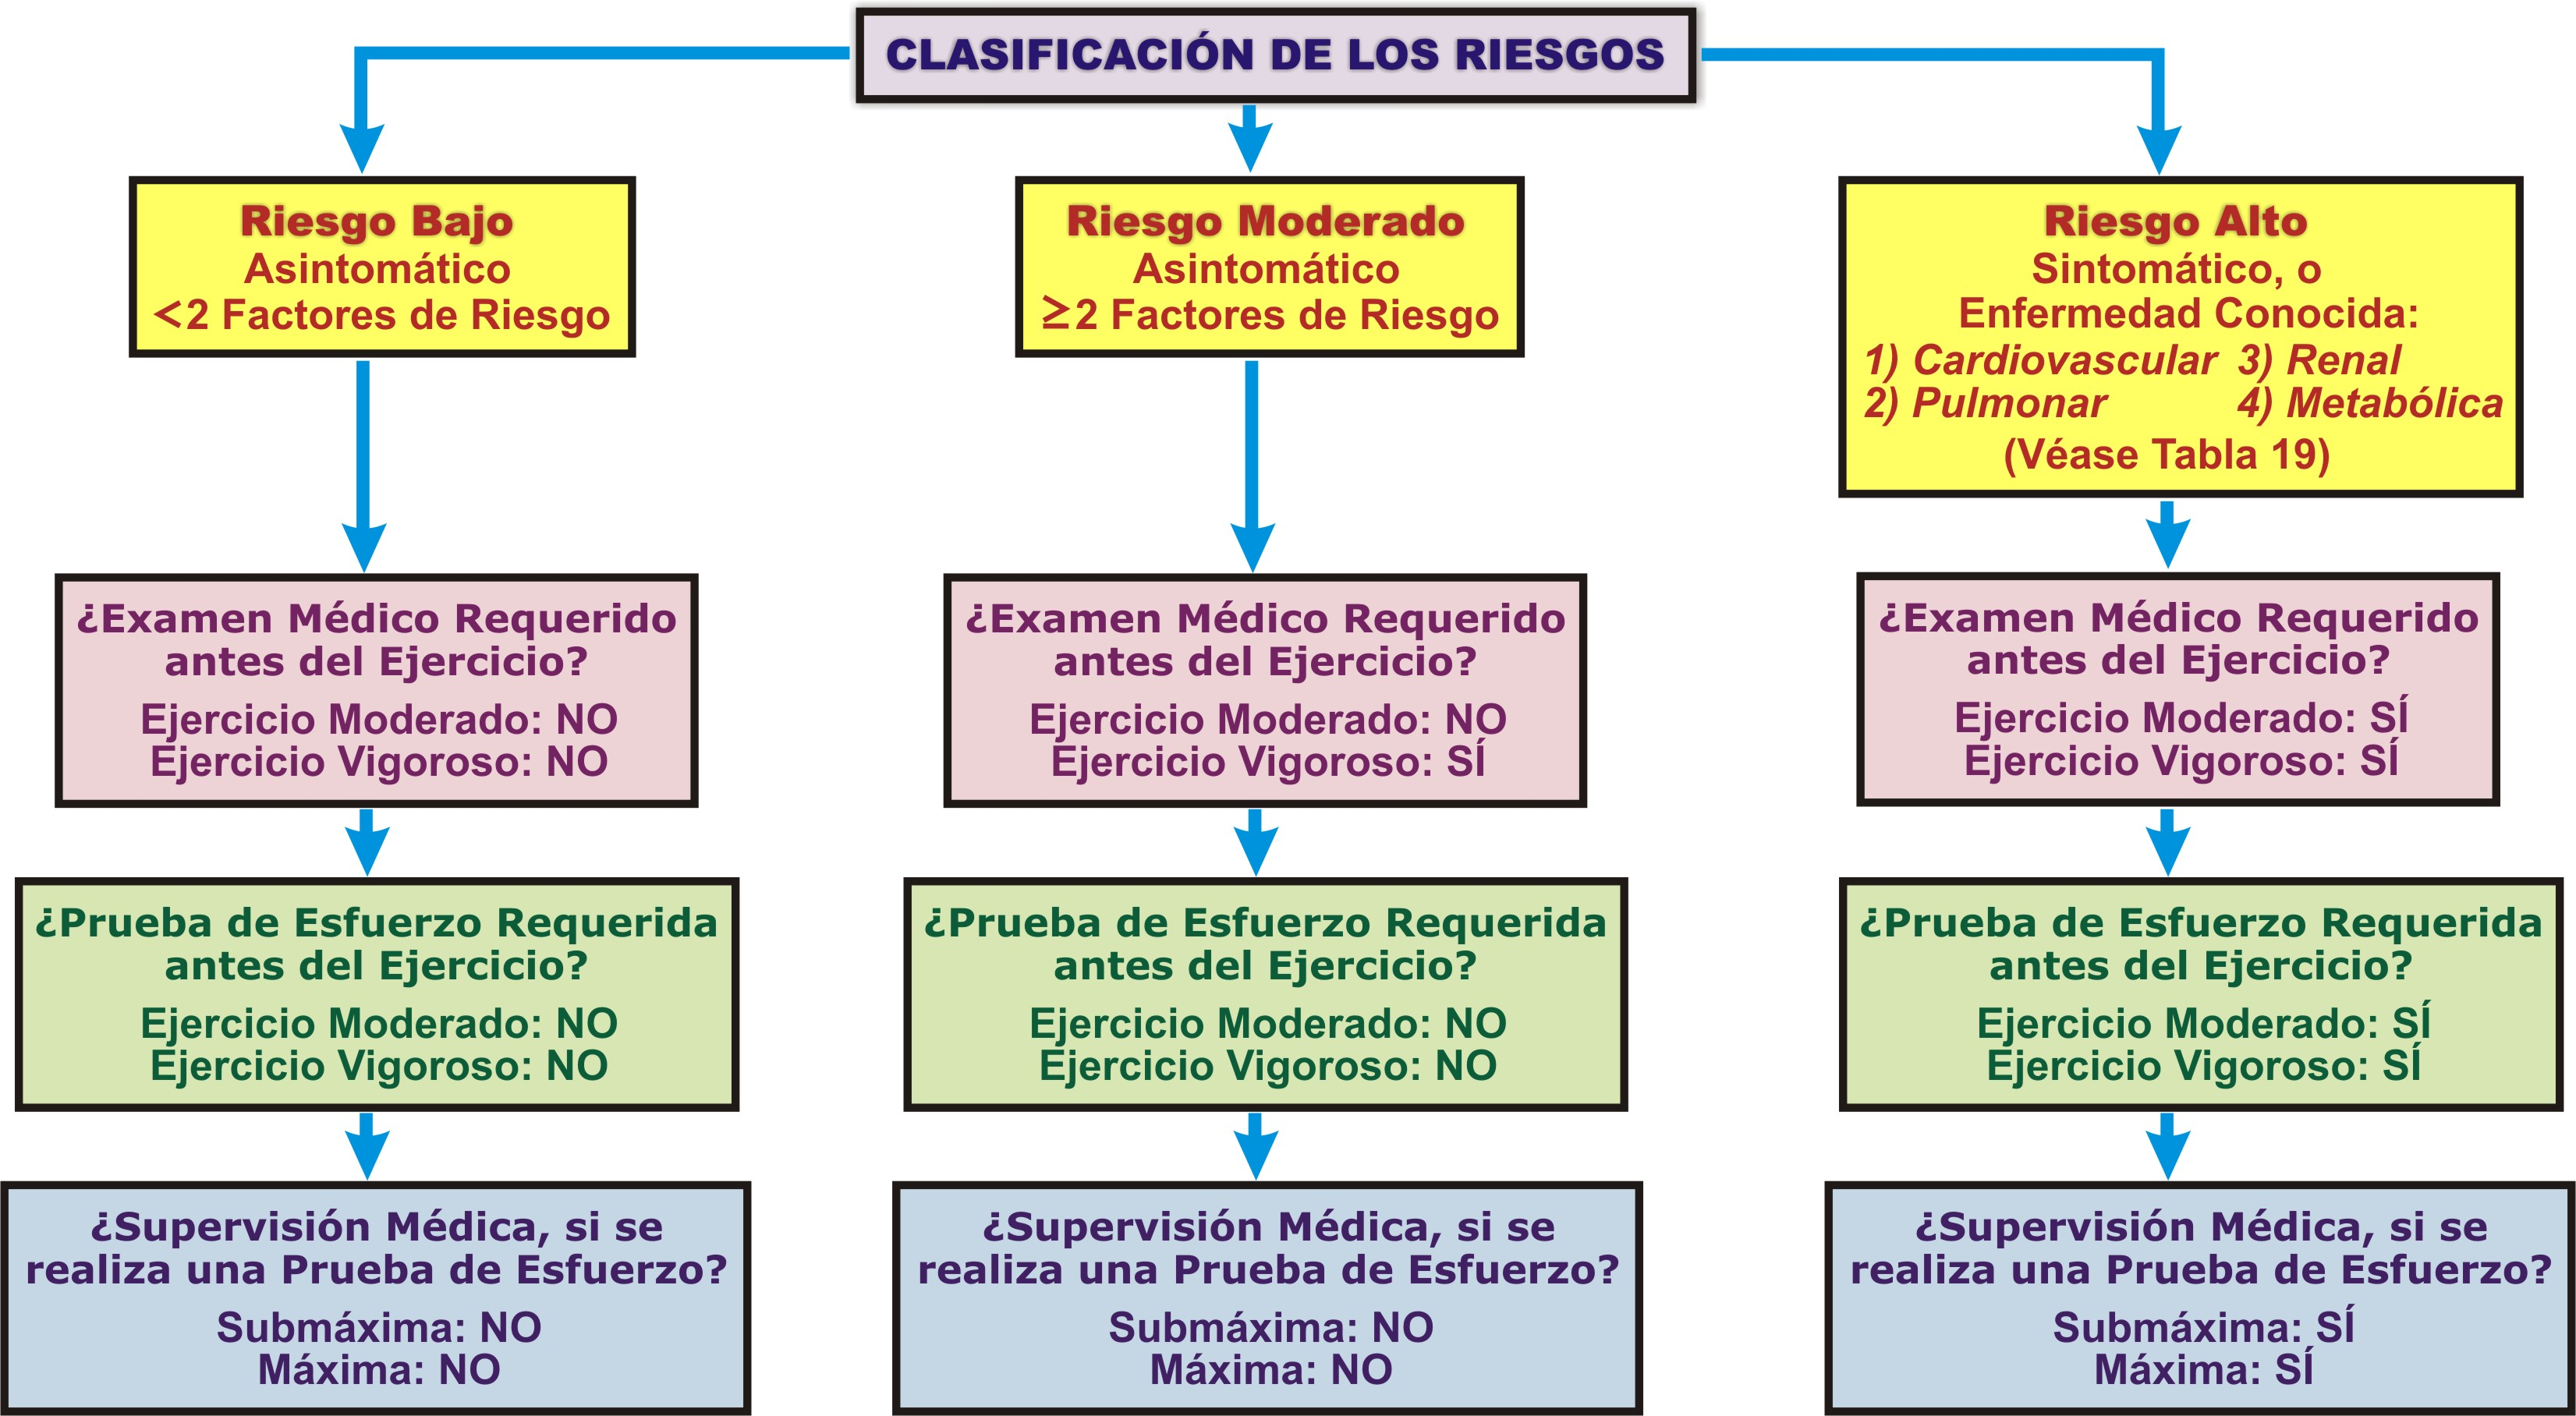 CLASIFICACIÓN DE LOS RIESGOS
Riesgo Bajo
Asintomático
<2 Factores de Riesgo
¿Examen Médico Requerido
antes del Ejercicio?
Ejercicio Moderado: NO
Ejercicio Vigoroso: NO
¿Prueba de Esfuerzo Requerida
antes del Ejercicio?
Ejercicio Moderado: NO
Ejercicio Vigoroso: NO
¿Supervisión Médica, si se
realiza una Prueba de Esfuerzo?
Submáxima: NO
Máxima: NO
Riesgo Moderado
Asintomático
≥2 Factores de Riesgo
¿Examen Médico Requerido
antes del Ejercicio?
Ejercicio Moderado: NO
Ejercicio Vigoroso: SÍ
¿Prueba de Esfuerzo Requerida
antes del Ejercicio?
Ejercicio Moderado: NO
Ejercicio Vigoroso: NO
¿Supervisión Médica, si se
realiza una Prueba de Esfuerzo?
Submáxima: NO
Máxima: NO
Riesgo Alto
Sintomático, o
Enfermedad Conocida:
1) Cardiovascular 3) Renal
2) Pulmonar 4) Metabólica
(Véase Tabla 19)
¿Examen Médico Requerido
antes del Ejercicio?
Ejercicio Moderado: SÍ
Ejercicio Vigoroso: SÍ
¿Prueba de Esfuerzo Requerida
antes del Ejercicio?
Ejercicio Moderado: SÍ
Ejercicio Vigoroso: SÍ
¿Supervisión Médica, si se
realiza una Prueba de Esfuerzo?
Submáxima: SÍ
Máxima: SÍ